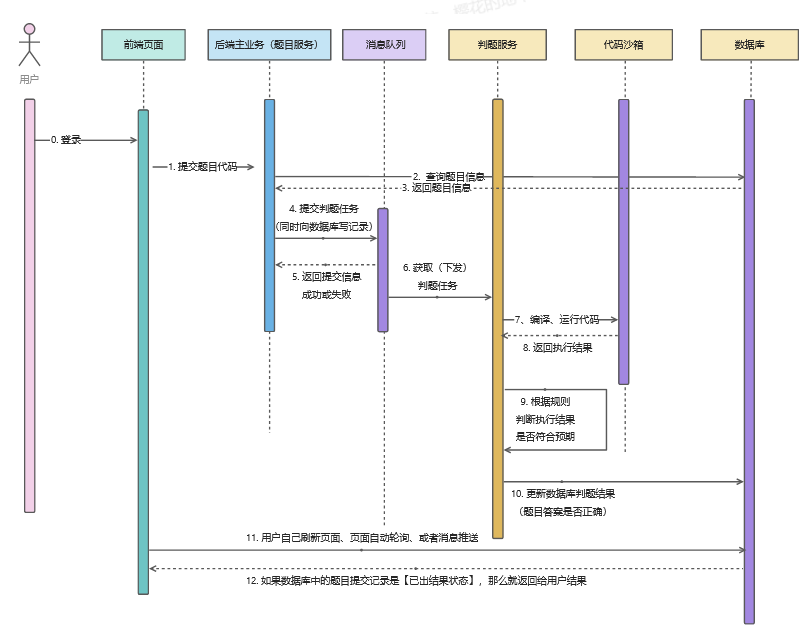 前端页面
后端主业务（题目服务）
消息队列
判题服务
代码沙箱
数据库
用户
0. 登录
1. 提交题目代码
2. 查询题目信息
3. 返回题目信息
4. 提交判题任务
（同时向数据库写记录）
5. 返回提交信息
成功或失败
6. 获取（下发）
判题任务
7、编译、运行代码
8. 返回执行结果
9. 根据规则
判断执行结果
是否符合预期
10. 更新数据库判题结果
（题目答案是否正确）
11. 用户自己刷新页面、页面自动轮询、或者消息推送
12. 如果数据库中的题目提交记录是【已出结果状态】，那么就返回给用户结果